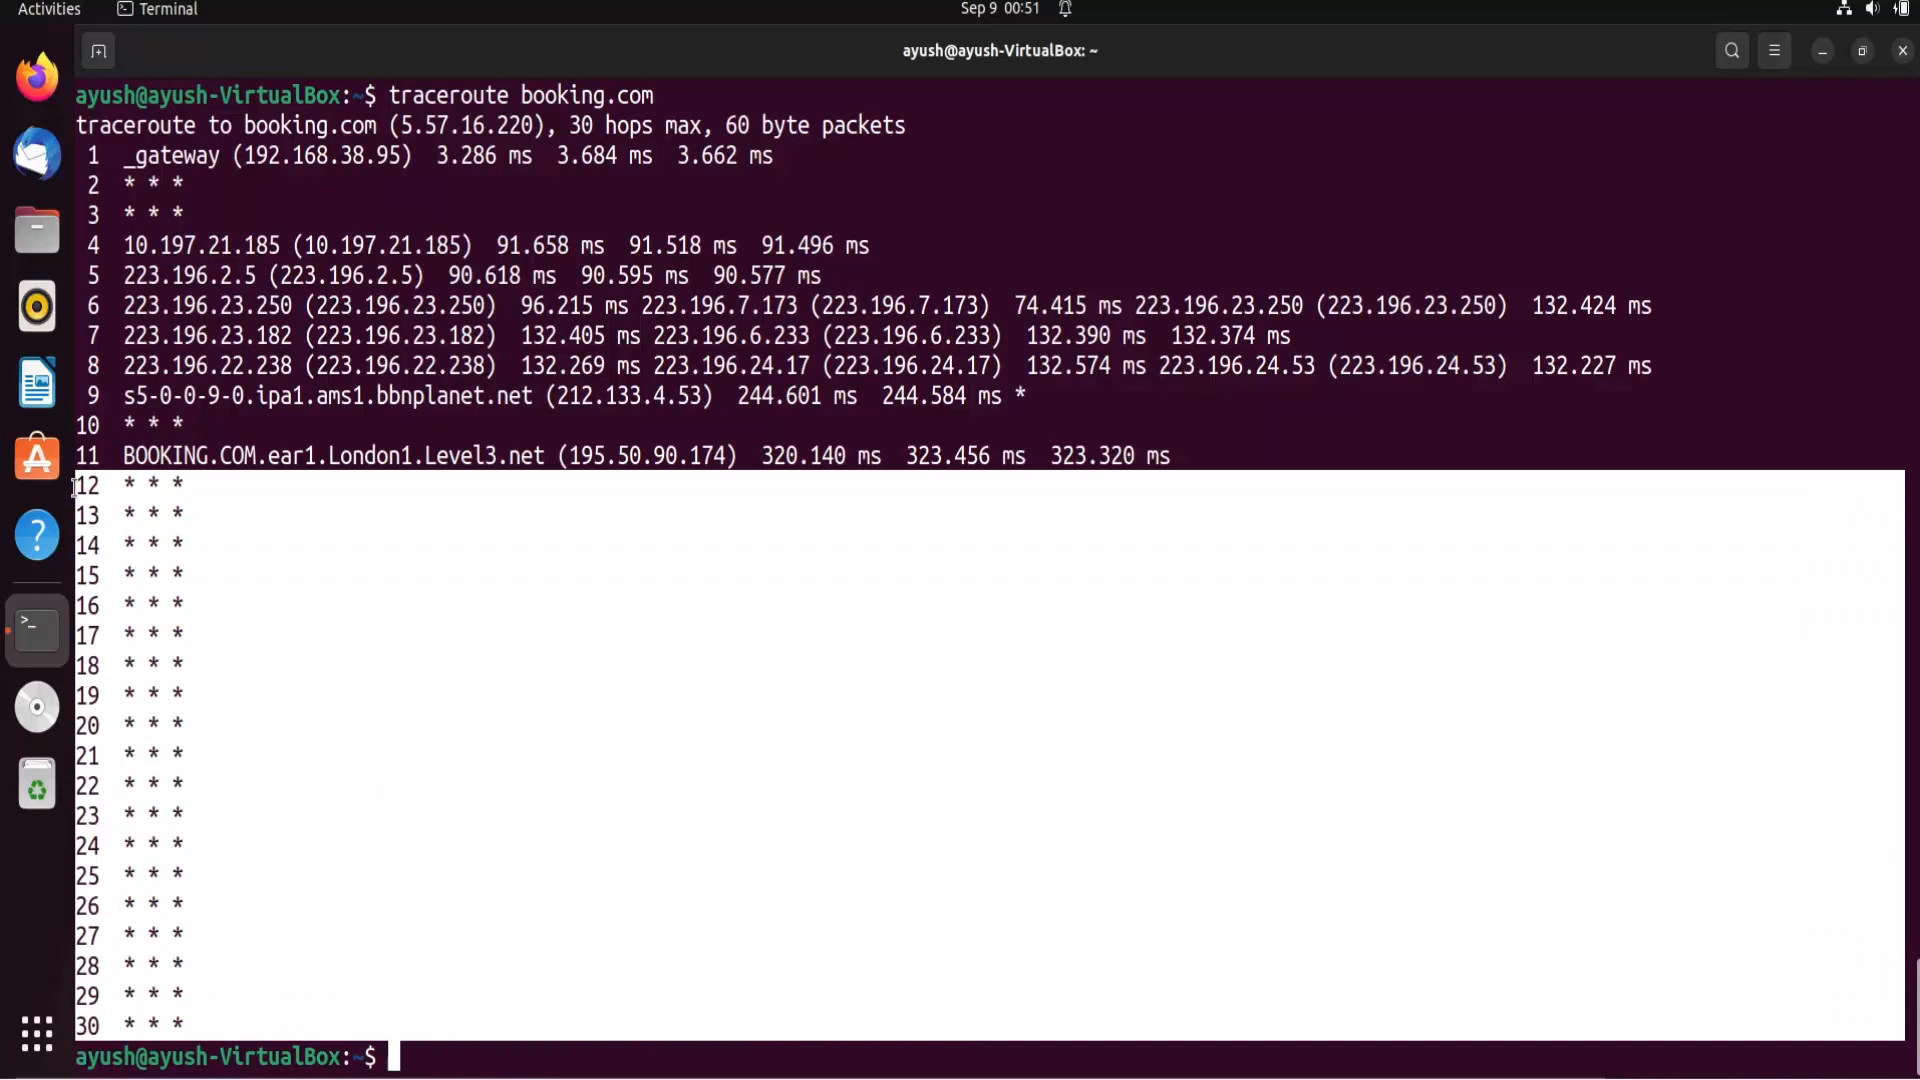 Activities Terminal Sep 9 00:51
ayush@ayush-VirtualBox: ~
ayush@ayush-VirtualBox:~$ traceroute booking.com
traceroute to booking.com (5.57.16.220), 30 hops max, 60 byte packets
1 _gateway (192.168.38.95) 3.286 ms 3.684 ms 3.662 ms
2 * * *
3 * * *
4 10.197.21.185 (10.197.21.185) 91.658 ms 91.518 ms 91.496 ms
5 223.196.2.5 (223.196.2.5) 90.618 ms 90.595 ms 90.577 ms
6 223.196.23.250 (223.196.23.250) 96.215 ms 223.196.7.173 (223.196.7.173) 74.415 ms 223.196.23.250 (223.196.23.250) 132.424 ms
7 223.196.23.182 (223.196.23.182) 132.405 ms 223.196.6.233 (223.196.6.233) 132.390 ms 132.374 ms
8 223.196.22.238 (223.196.22.238) 132.269 ms 223.196.24.17 (223.196.24.17) 132.574 ms 223.196.24.53 (223.196.24.53) 132.227 ms
9 s5-0-0-9-0.ipa1.ams1.bbnplanet.net (212.133.4.53) 244.601 ms 244.584 ms *
10 * * *
11 BOOKING.COM.ear1.London1.Level3.net (195.50.90.174) 320.140 ms 323.456 ms 323.320 ms
12 * * *
13 * * *
14 * * *
15 * * *
16 * * *
17 * * *
18 * * *
19 * * *
20 * * *
21 * * *
22 * * *
23 * * *
24 * * *
25 * * *
26 * * *
27 * * *
28 * * *
29 * * *
30 * * *
ayush@ayush-VirtualBox:~$